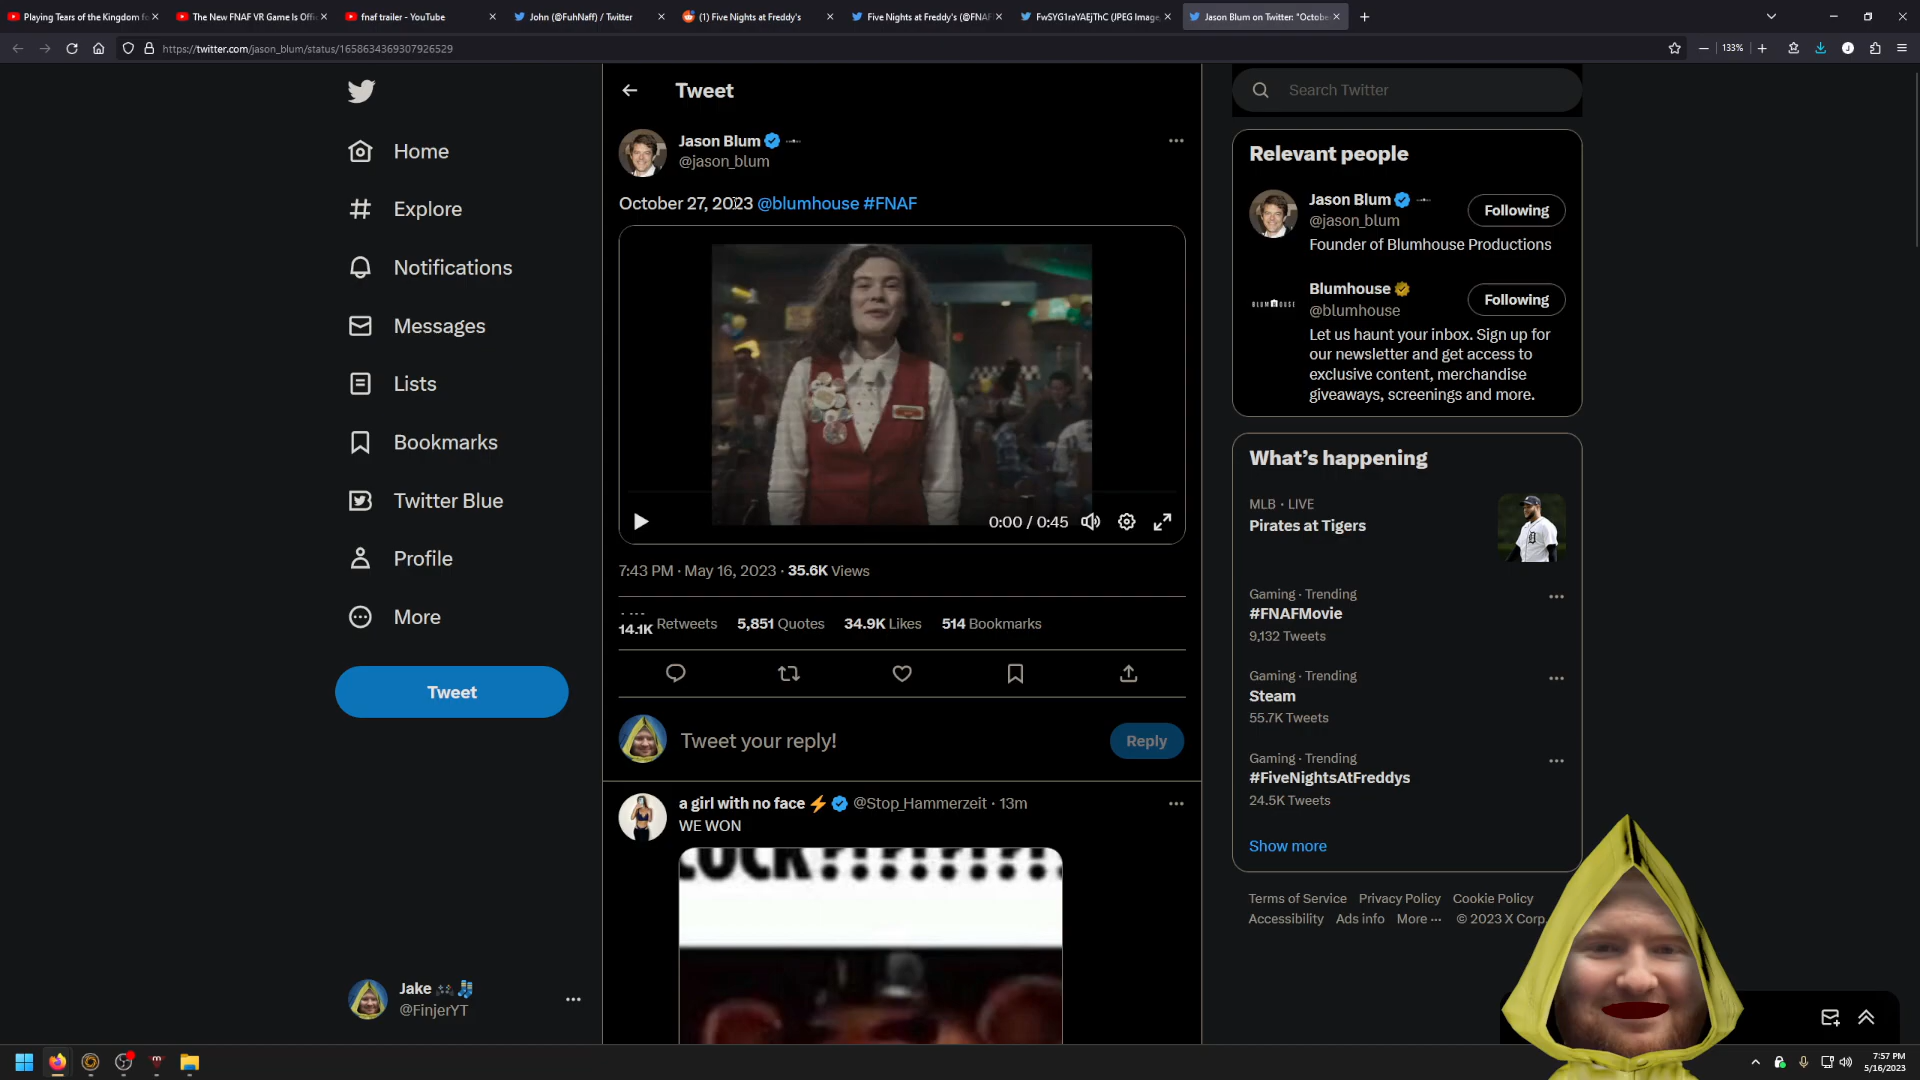 Playing Tears of the Kingdom fo
The New FNAF VR Game Is Offi
fnaf trailer - YouTube
John (@FuhNaff) / Twitter
(1) Five Nights at Freddy's
Five Nights at Freddy's (@FNAF
FwSYG1raYAEjThC (JPEG Image,
Jason Blum on Twitter: "Octobe
https://twitter.com/jason_blum/status/1658634369307926529
133%
Home
Explore
Notifications
Messages
Lists
Bookmarks
Twitter Blue
Profile
More
Tweet
Jake
@FinjerYT
Tweet
Jason Blum
@jason_blum
October 27, 2023 @blumhouse #FNAF
0:00 / 0:45
7:43 PM · May 16, 2023 · 35.6K Views
14.1K Retweets 5,851 Quotes 34.9K Likes 514 Bookmarks
Tweet your reply!
Reply
a girl with no face @Stop_Hammerzeit · 13m
WE WON
Search Twitter
Relevant people
Jason Blum
@jason_blum
Following
Founder of Blumhouse Productions
BLUMHOUSE
Blumhouse
@blumhouse
Following
Let us haunt your inbox. Sign up for
our newsletter and get access to
exclusive content, merchandise
giveaways, screenings and more.
What's happening
MLB · LIVE
Pirates at Tigers
Gaming · Trending
#FNAFMovie
9,132 Tweets
Gaming · Trending
Steam
55.7K Tweets
Gaming · Trending
#FiveNightsAtFreddys
24.5K Tweets
Show more
Terms of Service Privacy Policy Cookie Policy
Accessibility Ads info More ··· © 2023 X Corp.
7:57 PM
5/16/2023